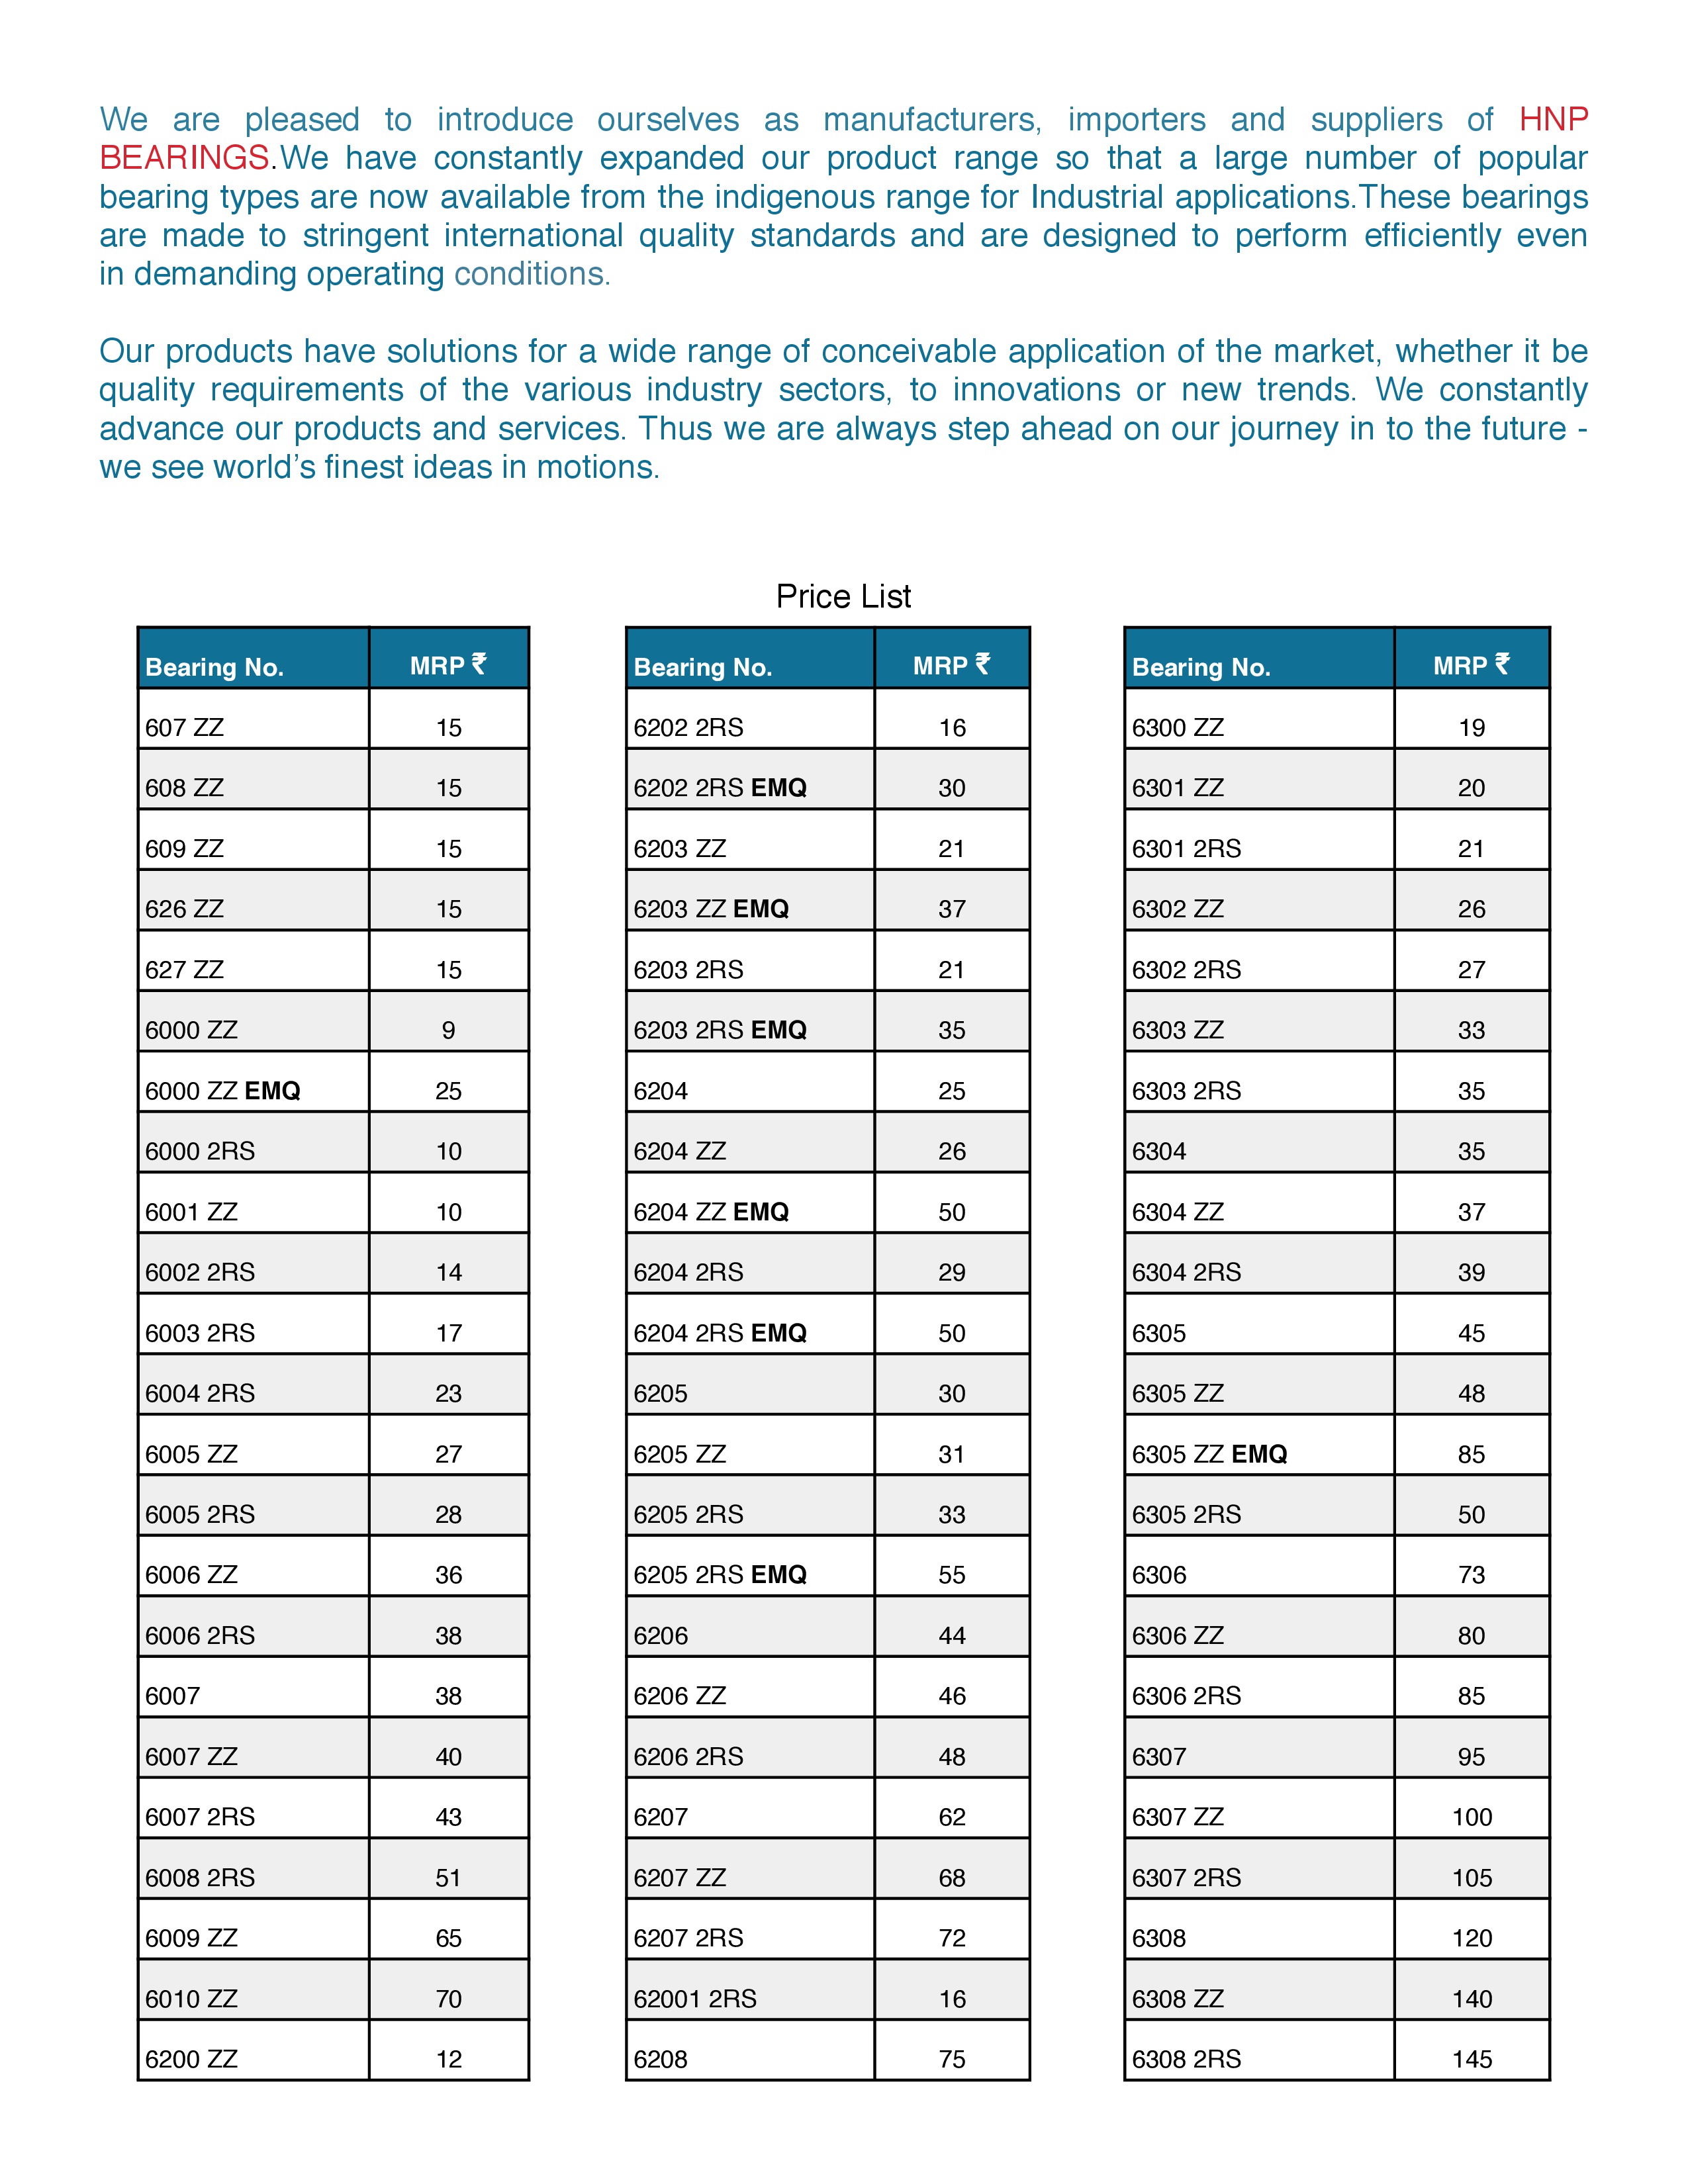 We are pleased to introduce ourselves as manufacturers, importers and suppliers of HNP
BEARINGS.We have constantly expanded our product range so that a large number of popular
bearing types are now available from the indigenous range for Industrial applications.These bearings
are made to stringent international quality standards and are designed to perform efficiently even
in demanding operating conditions.
Our products have solutions for a wide range of conceivable application of the market, whether it be
quality requirements of the various industry sectors, to innovations or new trends. We constantly
advance our products and services. Thus we are always step ahead on our journey in to the future -
we see world’s finest ideas in motions.
Price List
Bearing No. MRP ₹
607 ZZ 15
608 ZZ 15
609 ZZ 15
626 ZZ 15
627 ZZ 15
6000 ZZ 9
6000 ZZ EMQ 25
6000 2RS 10
6001 ZZ 10
6002 2RS 14
6003 2RS 17
6004 2RS 23
6005 ZZ 27
6005 2RS 28
6006 ZZ 36
6006 2RS 38
6007 38
6007 ZZ 40
6007 2RS 43
6008 2RS 51
6009 ZZ 65
6010 ZZ 70
6200 ZZ 12
Bearing No. MRP ₹
6202 2RS 16
6202 2RS EMQ 30
6203 ZZ 21
6203 ZZ EMQ 37
6203 2RS 21
6203 2RS EMQ 35
6204 25
6204 ZZ 26
6204 ZZ EMQ 50
6204 2RS 29
6204 2RS EMQ 50
6205 30
6205 ZZ 31
6205 2RS 33
6205 2RS EMQ 55
6206 44
6206 ZZ 46
6206 2RS 48
6207 62
6207 ZZ 68
6207 2RS 72
62001 2RS 16
6208 75
Bearing No. MRP ₹
6300 ZZ 19
6301 ZZ 20
6301 2RS 21
6302 ZZ 26
6302 2RS 27
6303 ZZ 33
6303 2RS 35
6304 35
6304 ZZ 37
6304 2RS 39
6305 45
6305 ZZ 48
6305 ZZ EMQ 85
6305 2RS 50
6306 73
6306 ZZ 80
6306 2RS 85
6307 95
6307 ZZ 100
6307 2RS 105
6308 120
6308 ZZ 140
6308 2RS 145